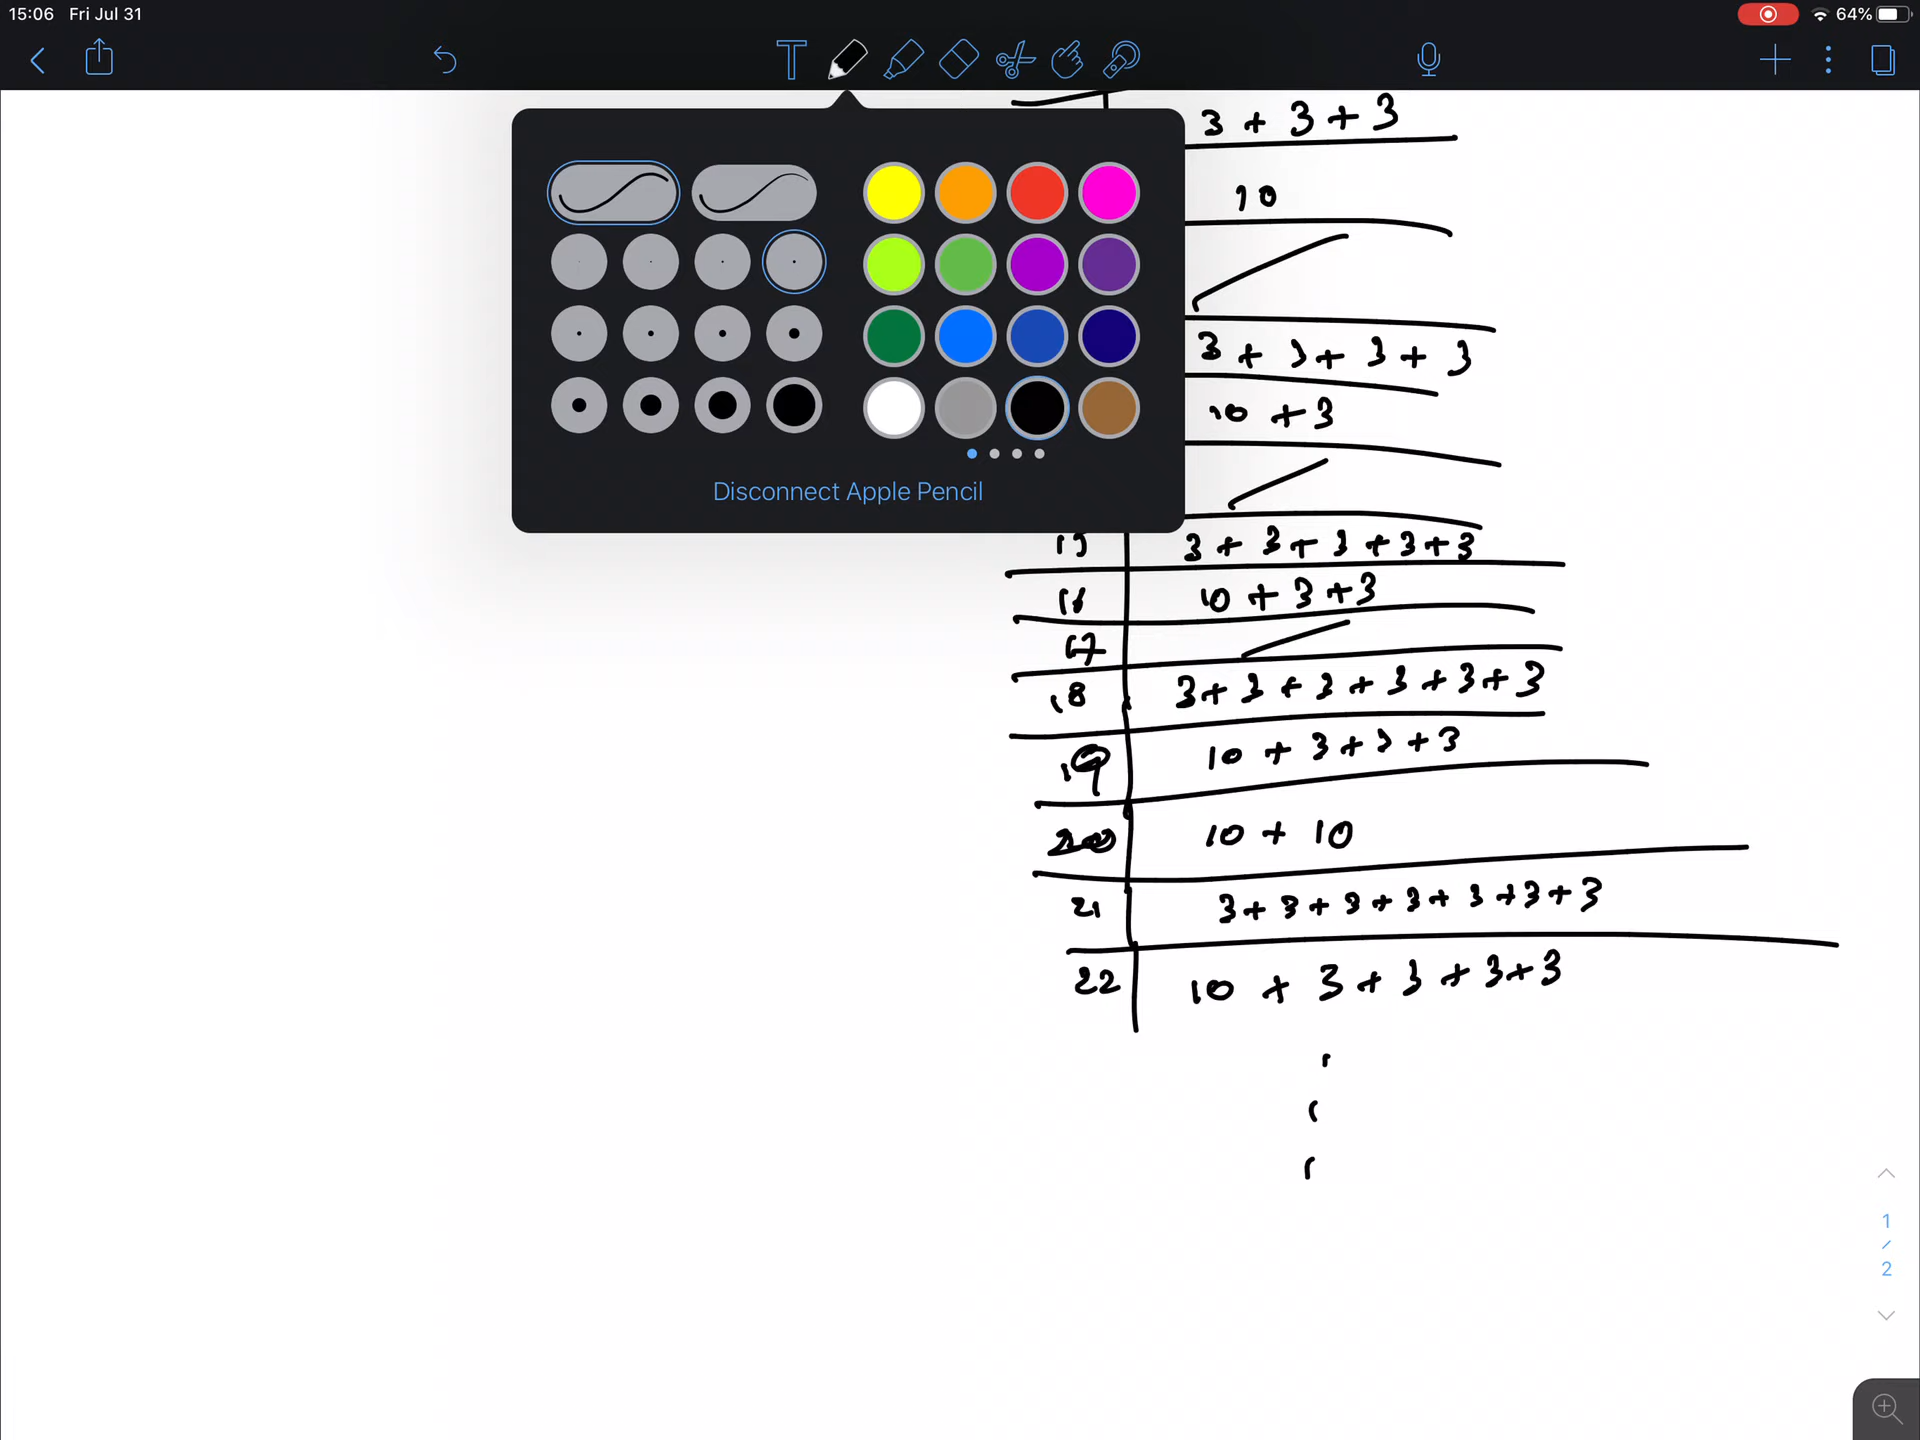 15:06 Fri Jul 31 64%
T
3 + 3 + 3
10
3 + 3 + 3 + 3
10 + 3
Disconnect Apple Pencil
15 3 + 3 + 3 + 3 + 3
16 10 + 3 + 3
17
18 3 + 3 + 3 + 3 + 3 + 3
19 10 + 3 + 3 + 3
20 10 + 10
21 3 + 3 + 3 + 3 + 3 + 3 + 3
22 10 + 3 + 3 + 3 + 3
1
/
2